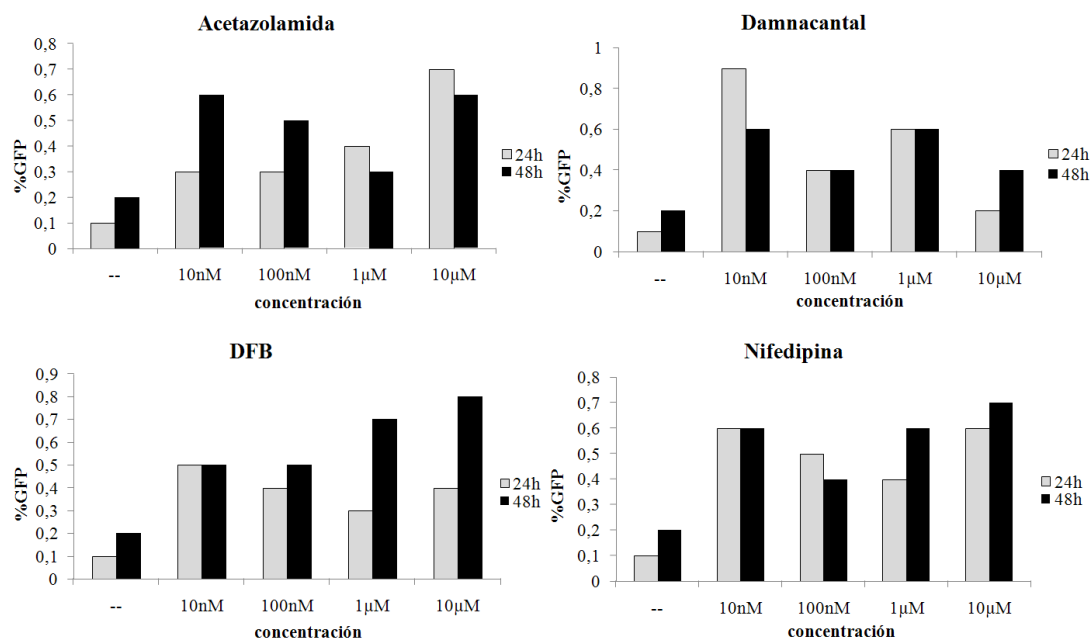 Acetazolamida
0,8
0,7
0,6
0,5
0,4
0,3
0,2
0,1
0
%GFP
-- 10nM 100nM 1µM 10µM
concentración
24h
48h
Damnacantal
1
0,8
0,6
0,4
0,2
0
%GFP
-- 10nM 100nM 1µM 10µM
concentración
24h
48h
DFB
0,9
0,8
0,7
0,6
0,5
0,4
0,3
0,2
0,1
0
%GFP
-- 10nM 100nM 1µM 10µM
concentración
24h
48h
Nifedipina
0,8
0,7
0,6
0,5
0,4
0,3
0,2
0,1
0
%GFP
-- 10nM 100nM 1µM 10µM
concentración
24h
48h